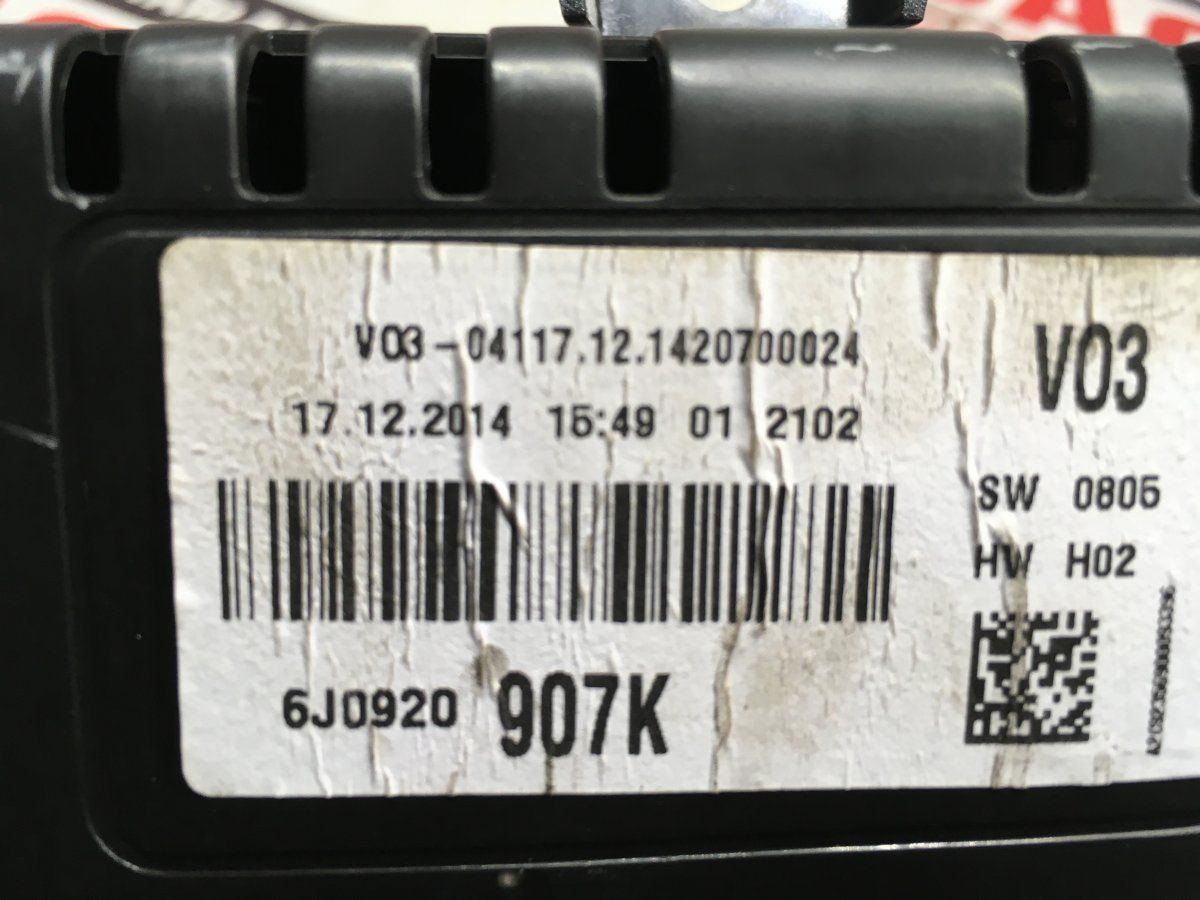 V03-04117.12.1420700024
V03
17.12.2014 15:49 01 2102
SW 0805
HW H02
6J0920 907K